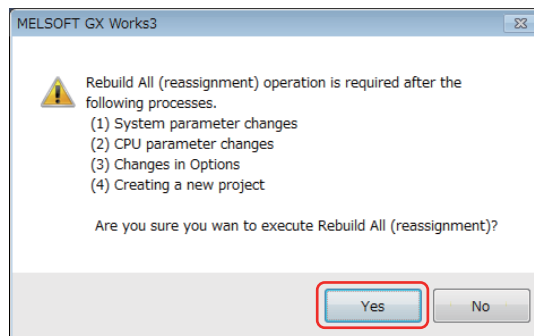 MELSOFT GX Works3
Rebuild All (reassignment) operation is required after the
following processes.
(1) System parameter changes
(2) CPU parameter changes
(3) Changes in Options
(4) Creating a new project
Are you sure you wan to execute Rebuild All (reassignment)?
Yes
No